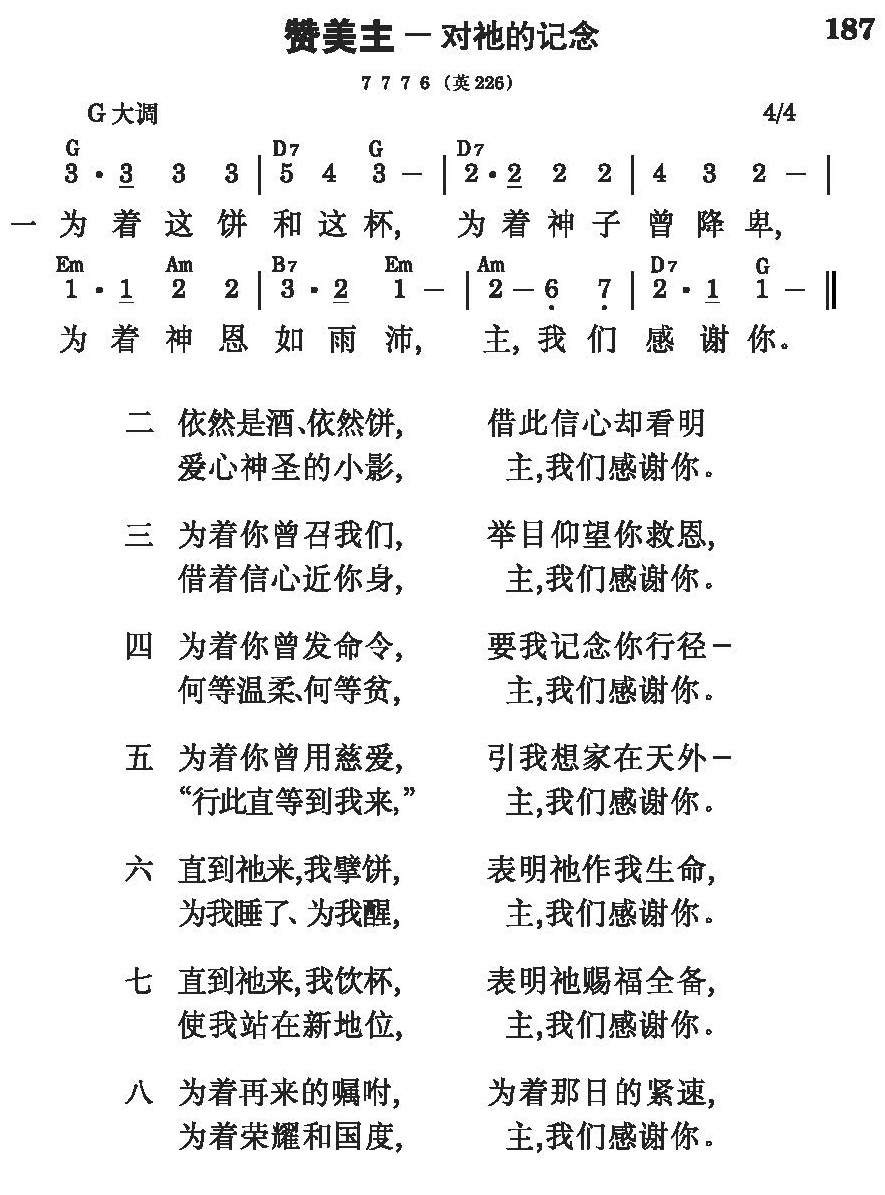 赞美主－对祂的记念 187
7 7 7 6（英226）
G大调 4/4
G D7 G D7
3 · 3 3 3 | 5 4 3 － | 2 · 2 2 2 | 4 3 2 － |
一 为着这饼和这杯, 为着神子曾降卑,
Em Am B7 Em Am D7 G
1 · 1 2 2 | 3 · 2 1 － | 2 － 6̣ 7̣ | 2 · 1 1 － ‖
为着神恩如雨沛, 主,我们感谢你。
二 依然是酒、依然饼, 借此信心却看明
爱心神圣的小影, 主,我们感谢你。
三 为着你曾召我们, 举目仰望你救恩,
借着信心近你身, 主,我们感谢你。
四 为着你曾发命令, 要我记念你行径－
何等温柔、何等贫, 主,我们感谢你。
五 为着你曾用慈爱, 引我想家在天外－
“行此直等到我来,” 主,我们感谢你。
六 直到祂来,我擘饼, 表明祂作我生命,
为我睡了、为我醒, 主,我们感谢你。
七 直到祂来,我饮杯, 表明祂赐福全备,
使我站在新地位, 主,我们感谢你。
八 为着再来的嘱咐, 为着那日的紧速,
为着荣耀和国度, 主,我们感谢你。